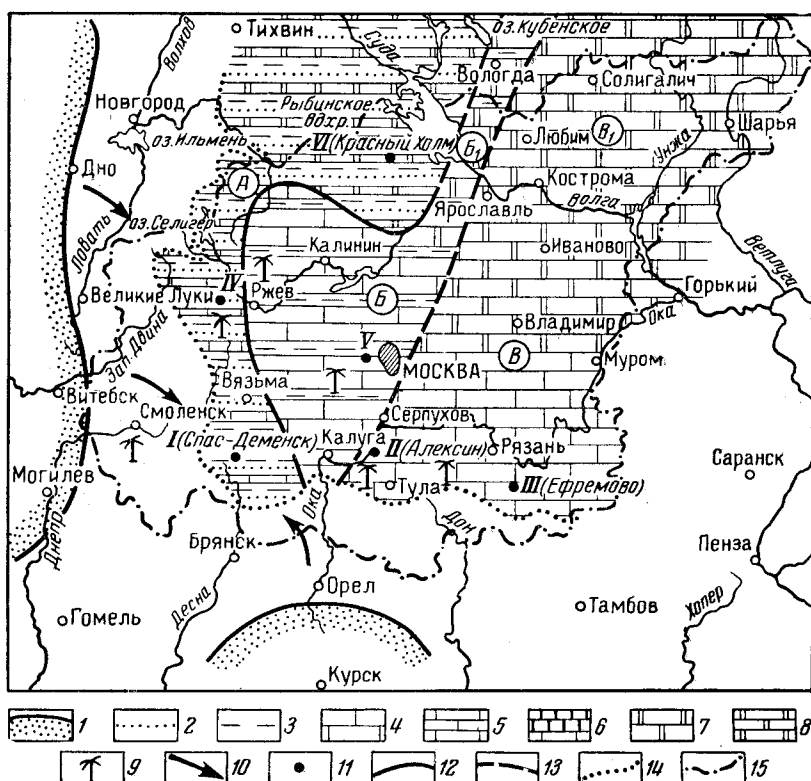 Тихвин
Волхов
Суда
оз. Кубенское
Вологда
Солигалич
Новгород
Рыбинское
вдхр.
Шарья
оз. Ильмень
VI (Красный холм)
Б₁
Любим
В₁
Унжа
Дно
А
Кострома
Ярославль
Волга
Ловать
оз. Селигер
Калинин
Иваново
Ветлуга
Горький
Великие Луки
IV
Ржев
Б
Ока
Владимир
Зап. Двина
V
МОСКВА
В
Муром
Витебск
Вязьма
Смоленск
Серпухов
I (Спас-Деменск)
Калуга
II (Алексин)
Рязань
Саранск
Могилев
Тула
III (Ефремово)
Днепр
Ока
Дон
Брянск
Пенза
Десна
Орел
Гомель
Тамбов
Хопер
Курск
1 2 3 4 5 6 7 8
9 10 11 12 13 14 15